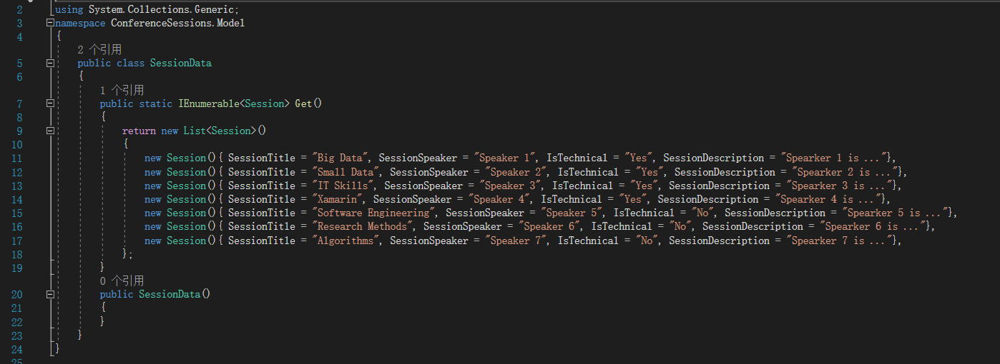 2 using System.Collections.Generic;
3 namespace ConferenceSessions.Model
4 {
2 个引用
5 public class SessionData
6 {
1 个引用
7 public static IEnumerable<Session> Get()
8 {
9 return new List<Session>()
10 {
11 new Session(){ SessionTitle = "Big Data", SessionSpeaker = "Speaker 1", IsTechnical = "Yes", SessionDescription = "Spearker 1 is ..."},
12 new Session(){ SessionTitle = "Small Data", SessionSpeaker = "Speaker 2", IsTechnical = "Yes", SessionDescription = "Spearker 2 is ..."},
13 new Session(){ SessionTitle = "IT Skills", SessionSpeaker = "Speaker 3", IsTechnical = "Yes", SessionDescription = "Spearker 3 is ..."},
14 new Session(){ SessionTitle = "Xamarin", SessionSpeaker = "Speaker 4", IsTechnical = "Yes", SessionDescription = "Spearker 4 is ..."},
15 new Session(){ SessionTitle = "Software Engineering", SessionSpeaker = "Speaker 5", IsTechnical = "No", SessionDescription = "Spearker 5 is ..."},
16 new Session(){ SessionTitle = "Research Methods", SessionSpeaker = "Speaker 6", IsTechnical = "No", SessionDescription = "Spearker 6 is ..."},
17 new Session(){ SessionTitle = "Algorithms", SessionSpeaker = "Speaker 7", IsTechnical = "No", SessionDescription = "Spearker 7 is ..."},
18 };
19 }
0 个引用
20 public SessionData()
21 {
22 }
23 }
24 }
25